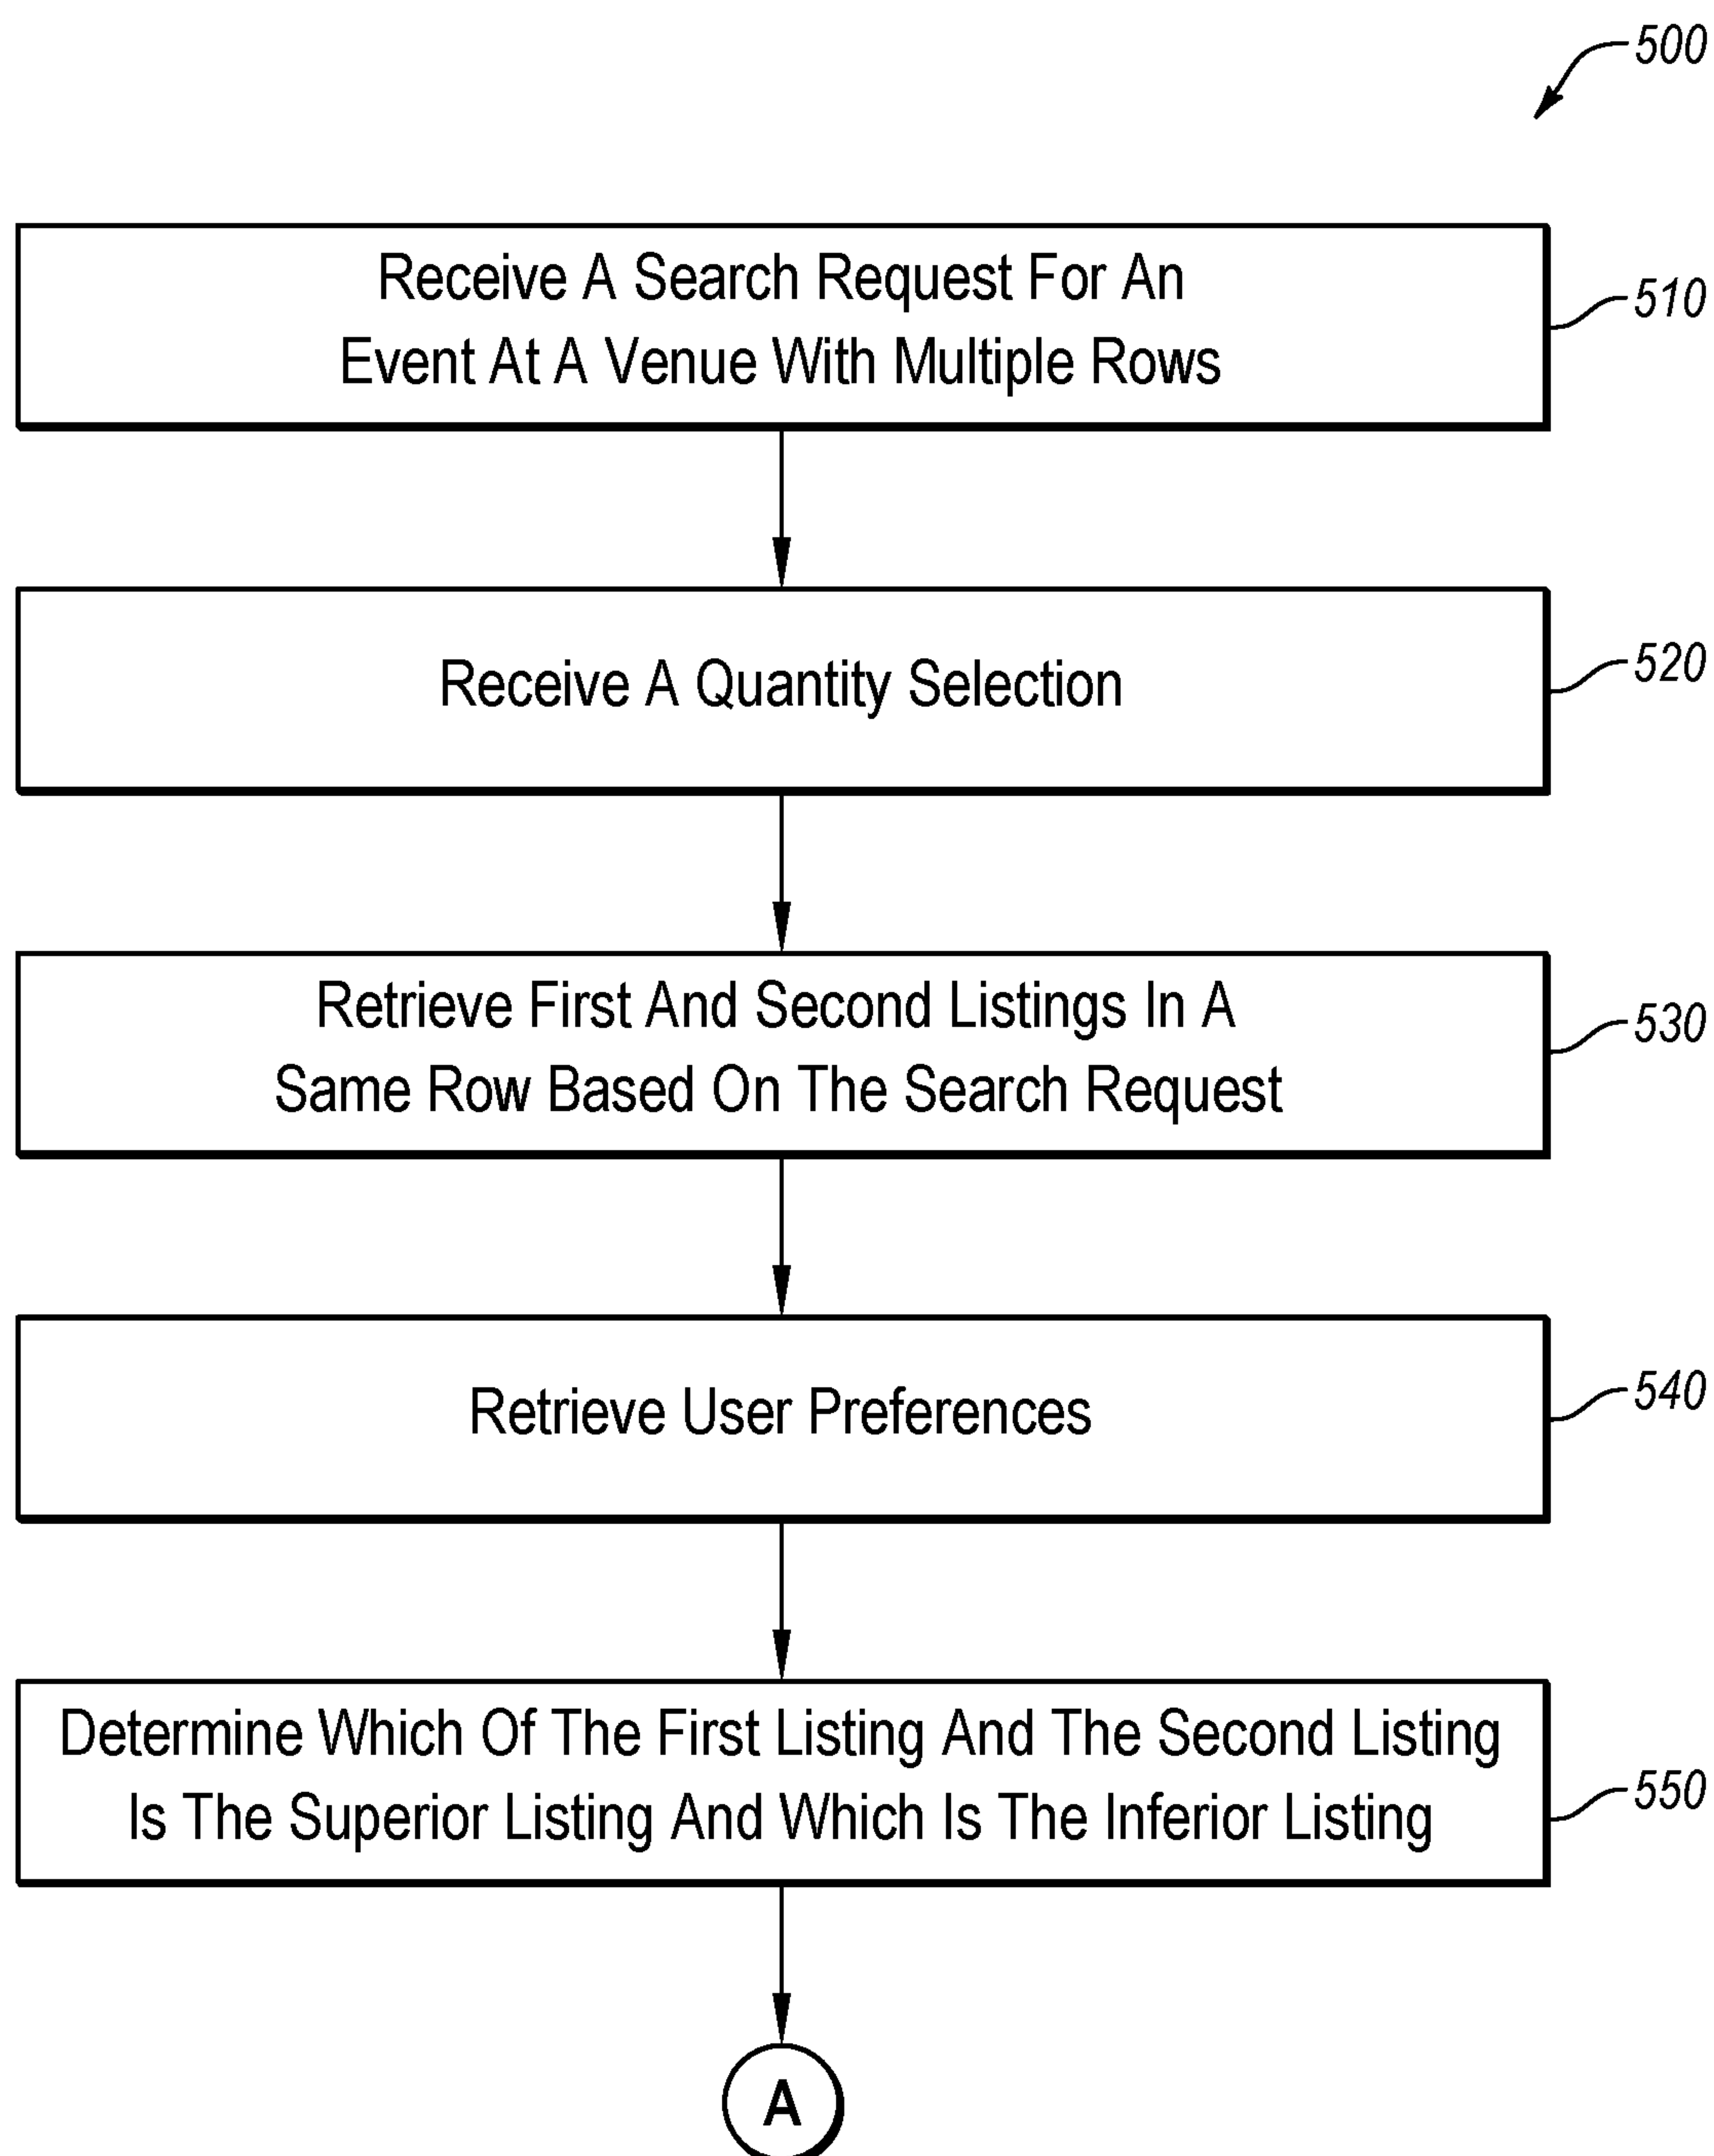 500
Receive A Search Request For An
Event At A Venue With Multiple Rows
510
Receive A Quantity Selection
520
Retrieve First And Second Listings In A
Same Row Based On The Search Request
530
Retrieve User Preferences
540
Determine Which Of The First Listing And The Second Listing
Is The Superior Listing And Which Is The Inferior Listing
550
A